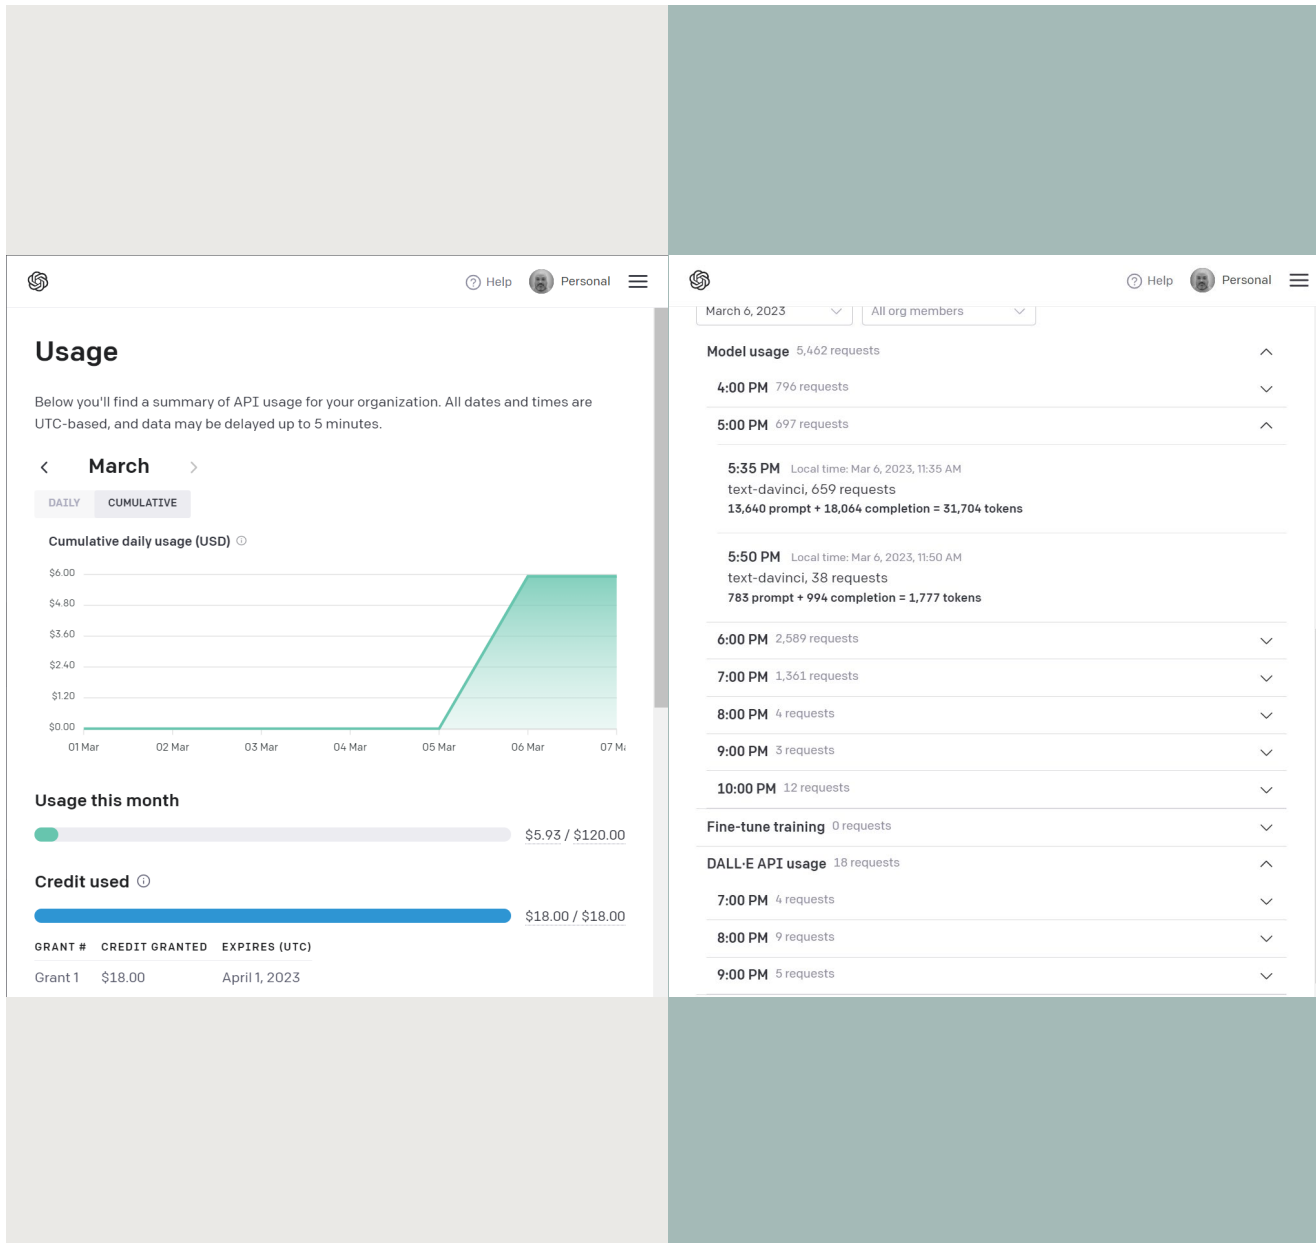 Help Personal
Usage
Below you'll find a summary of API usage for your organization. All dates and times are
UTC-based, and data may be delayed up to 5 minutes.
March
DAILY CUMULATIVE
Cumulative daily usage (USD)
$6.00
$4.80
$3.60
$2.40
$1.20
$0.00
01 Mar 02 Mar 03 Mar 04 Mar 05 Mar 06 Mar 07 Ma
Usage this month
$5.93 / $120.00
Credit used
$18.00 / $18.00
GRANT # CREDIT GRANTED EXPIRES (UTC)
Grant 1 $18.00 April 1, 2023
Help Personal
March 6, 2023 All org members
Model usage 5,462 requests
4:00 PM 796 requests
5:00 PM 697 requests
5:35 PM Local time: Mar 6, 2023, 11:35 AM
text-davinci, 659 requests
13,640 prompt + 18,064 completion = 31,704 tokens
5:50 PM Local time: Mar 6, 2023, 11:50 AM
text-davinci, 38 requests
783 prompt + 994 completion = 1,777 tokens
6:00 PM 2,589 requests
7:00 PM 1,361 requests
8:00 PM 4 requests
9:00 PM 3 requests
10:00 PM 12 requests
Fine-tune training 0 requests
DALL·E API usage 18 requests
7:00 PM 4 requests
8:00 PM 9 requests
9:00 PM 5 requests